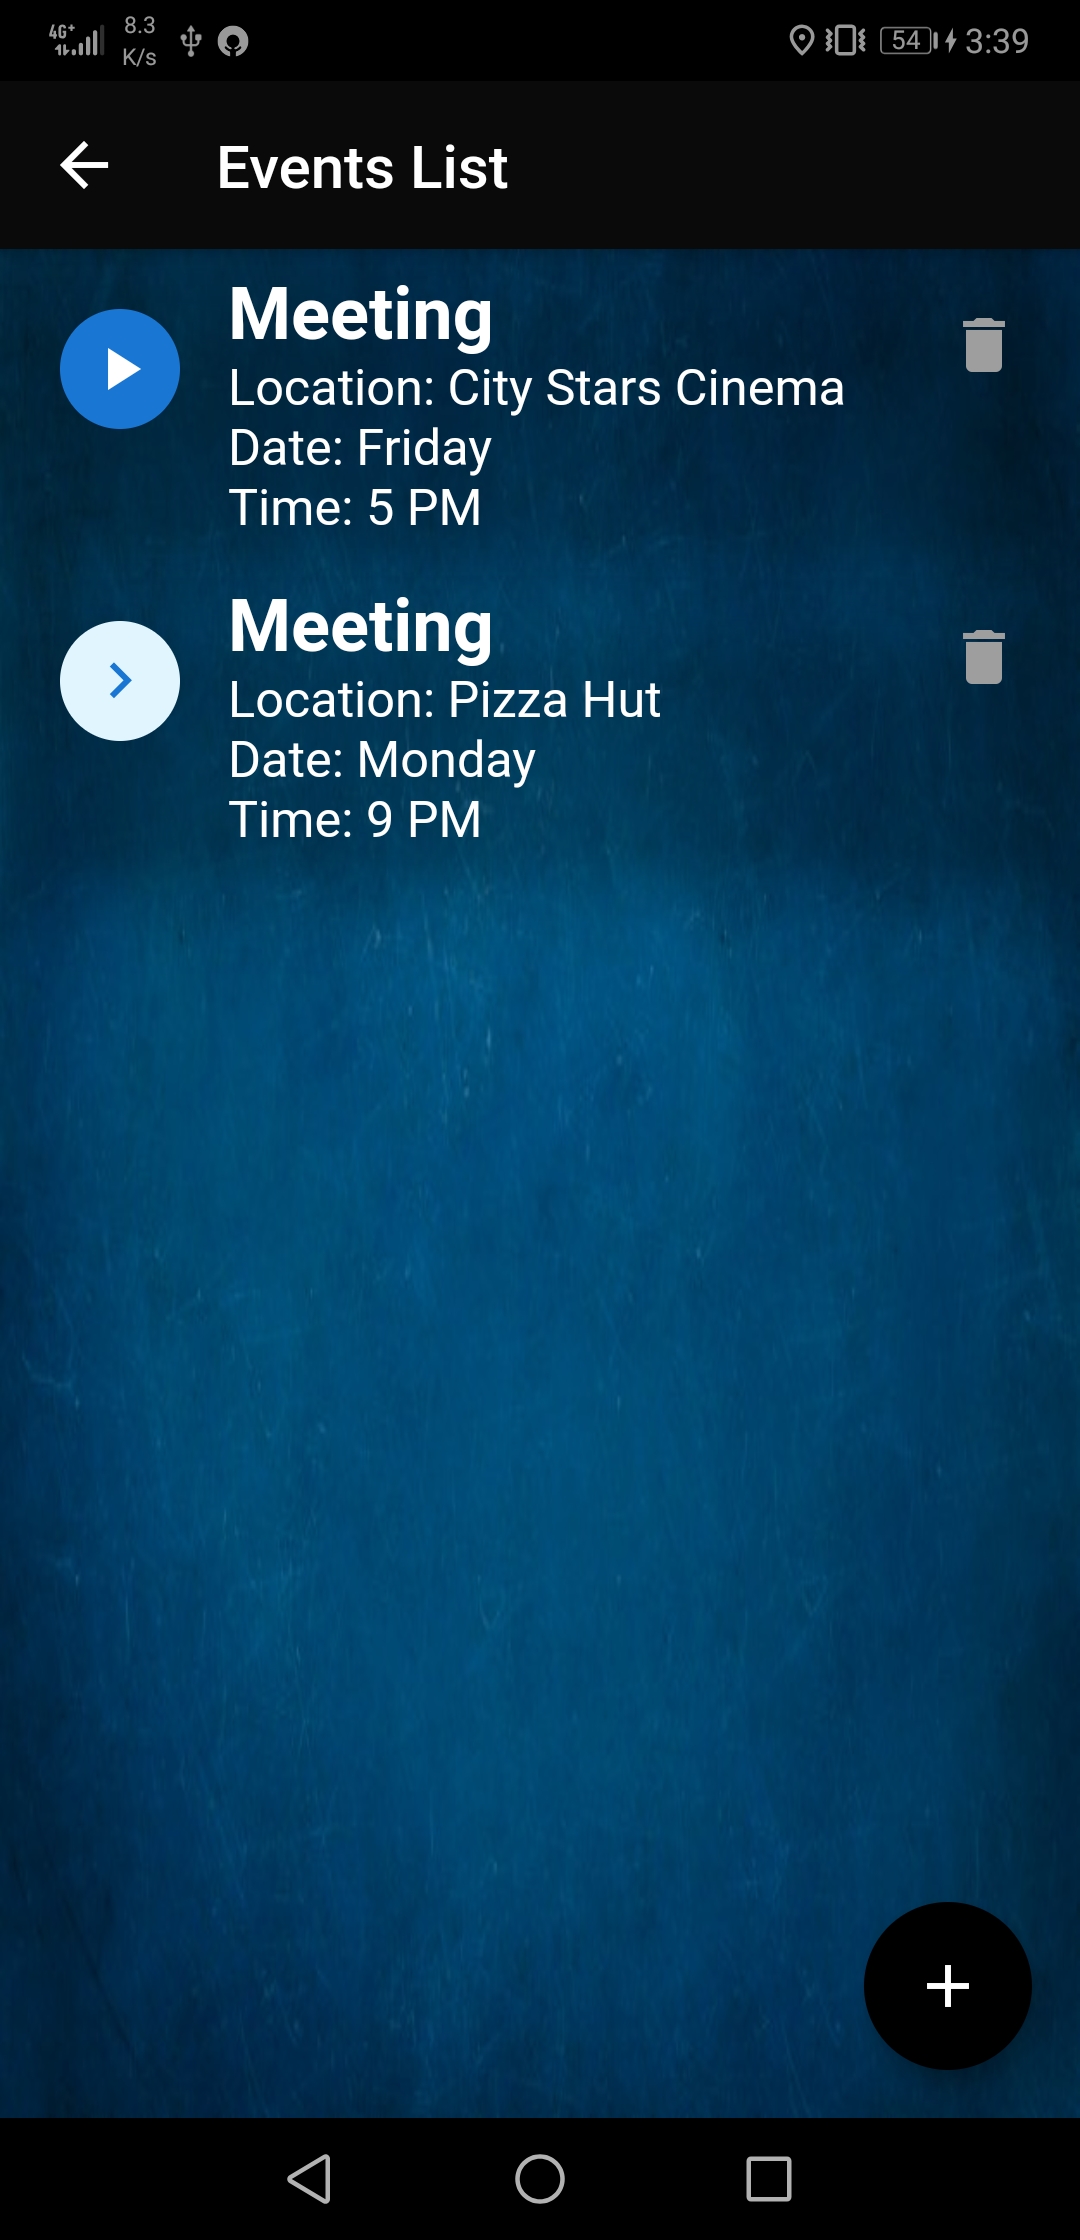 4G+
8.3
K/s
54
3:39
Events List
Meeting
Location: City Stars Cinema
Date: Friday
Time: 5 PM
Meeting
Location: Pizza Hut
Date: Monday
Time: 9 PM